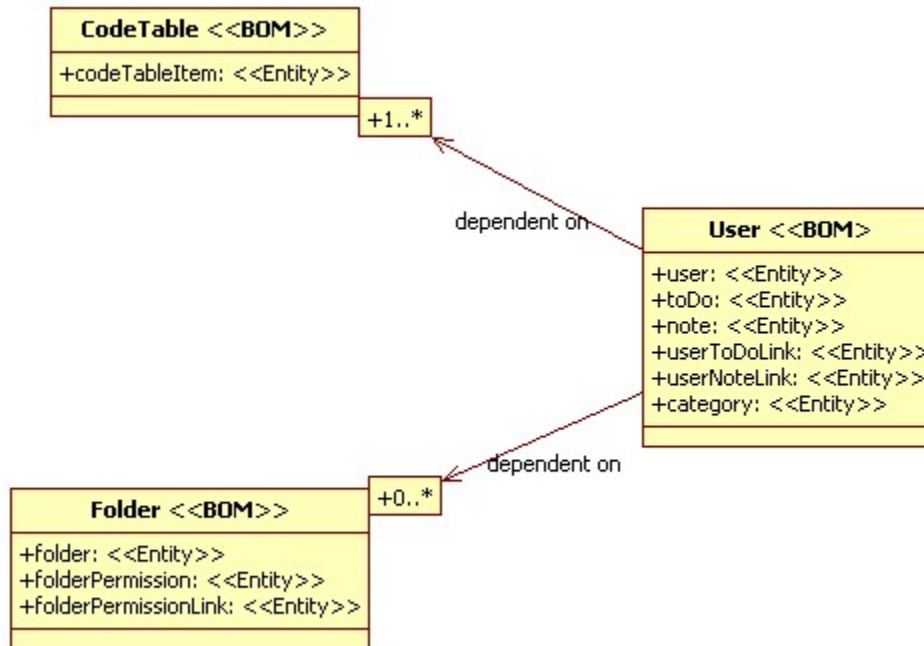 CodeTable <<BOM>>
+codeTableItem: <<Entity>>
+1..*
dependent on
User <<BOM>
+user: <<Entity>>
+toDo: <<Entity>>
+note: <<Entity>>
+userToDoLink: <<Entity>>
+userNoteLink: <<Entity>>
+category: <<Entity>>
dependent on
+0..*
Folder <<BOM>>
+folder: <<Entity>>
+folderPermission: <<Entity>>
+folderPermissionLink: <<Entity>>